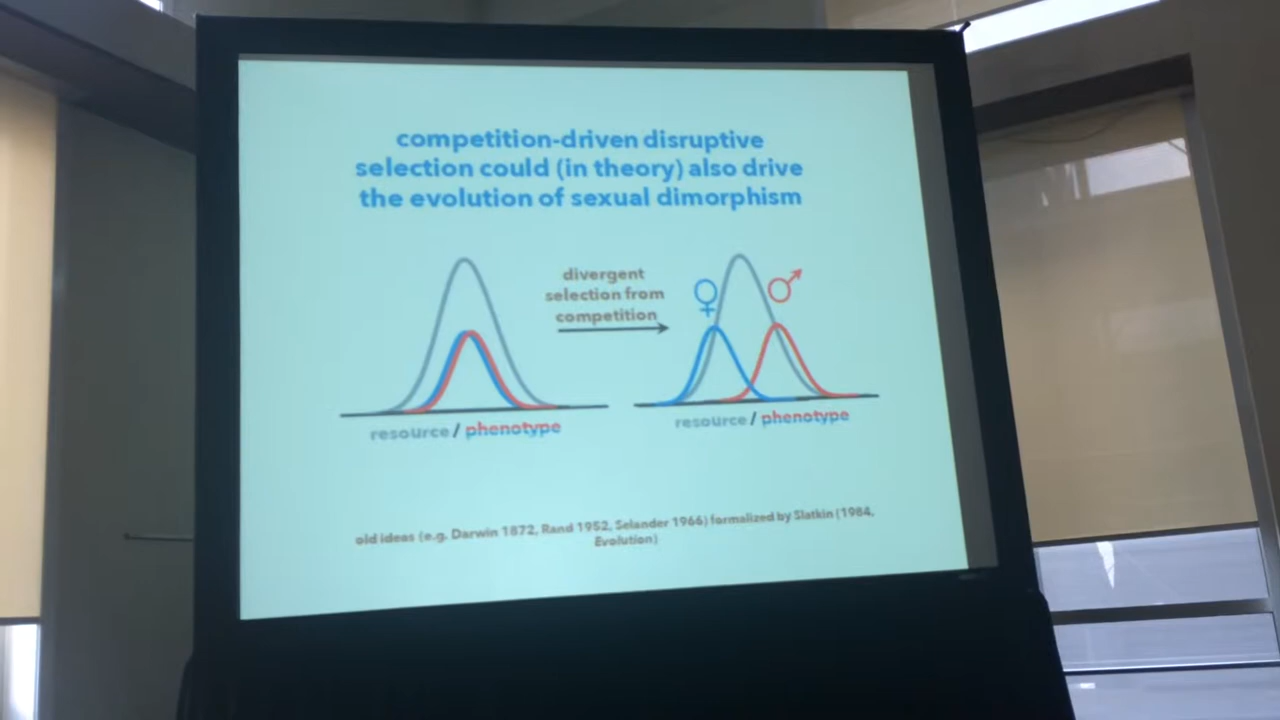 competition-driven disruptive
selection could (in theory) also drive
the evolution of sexual dimorphism
divergent
selection from
competition
♀
♂
resource / phenotype
resource / phenotype
old ideas (e.g. Darwin 1872, Rand 1952, Selander 1966) formalized by Slatkin (1984,
Evolution)